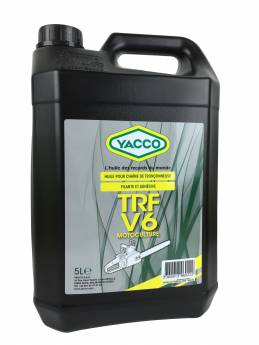 YACCO
L'huile des records du monde
HUILE POUR CHAÎNE DE TRONÇONNEUSE
FILANTE ET ADHÉSIVE
TRF
V6
MOTOCULTURE
5L e